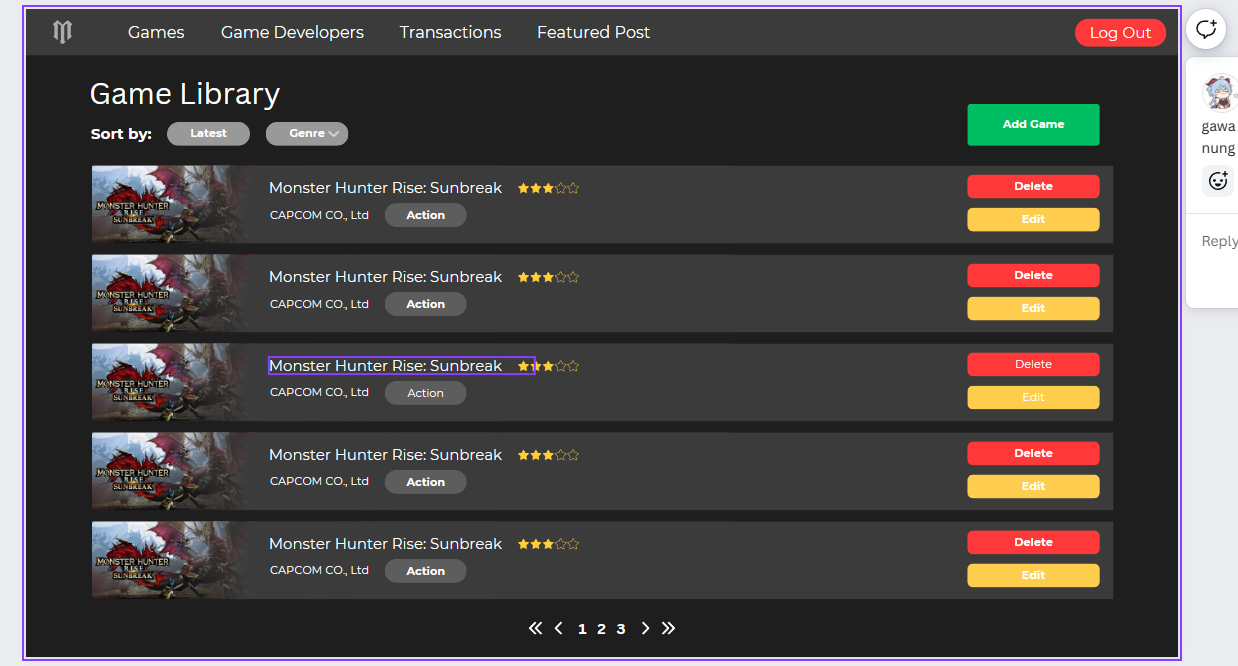 Games Game Developers Transactions Featured Post Log Out
Game Library
Sort by: Latest Genre
Add Game
MONSTER HUNTER
RISE
SUNBREAK
Monster Hunter Rise: Sunbreak
CAPCOM CO., Ltd Action
Delete
Edit
MONSTER HUNTER
RISE
SUNBREAK
Monster Hunter Rise: Sunbreak
CAPCOM CO., Ltd Action
Delete
Edit
MONSTER HUNTER
RISE
SUNBREAK
Monster Hunter Rise: Sunbreak
CAPCOM CO., Ltd Action
Delete
Edit
MONSTER HUNTER
RISE
SUNBREAK
Monster Hunter Rise: Sunbreak
CAPCOM CO., Ltd Action
Delete
Edit
MONSTER HUNTER
RISE
SUNBREAK
Monster Hunter Rise: Sunbreak
CAPCOM CO., Ltd Action
Delete
Edit
« < 1 2 3 > »
gawa
nung
Reply